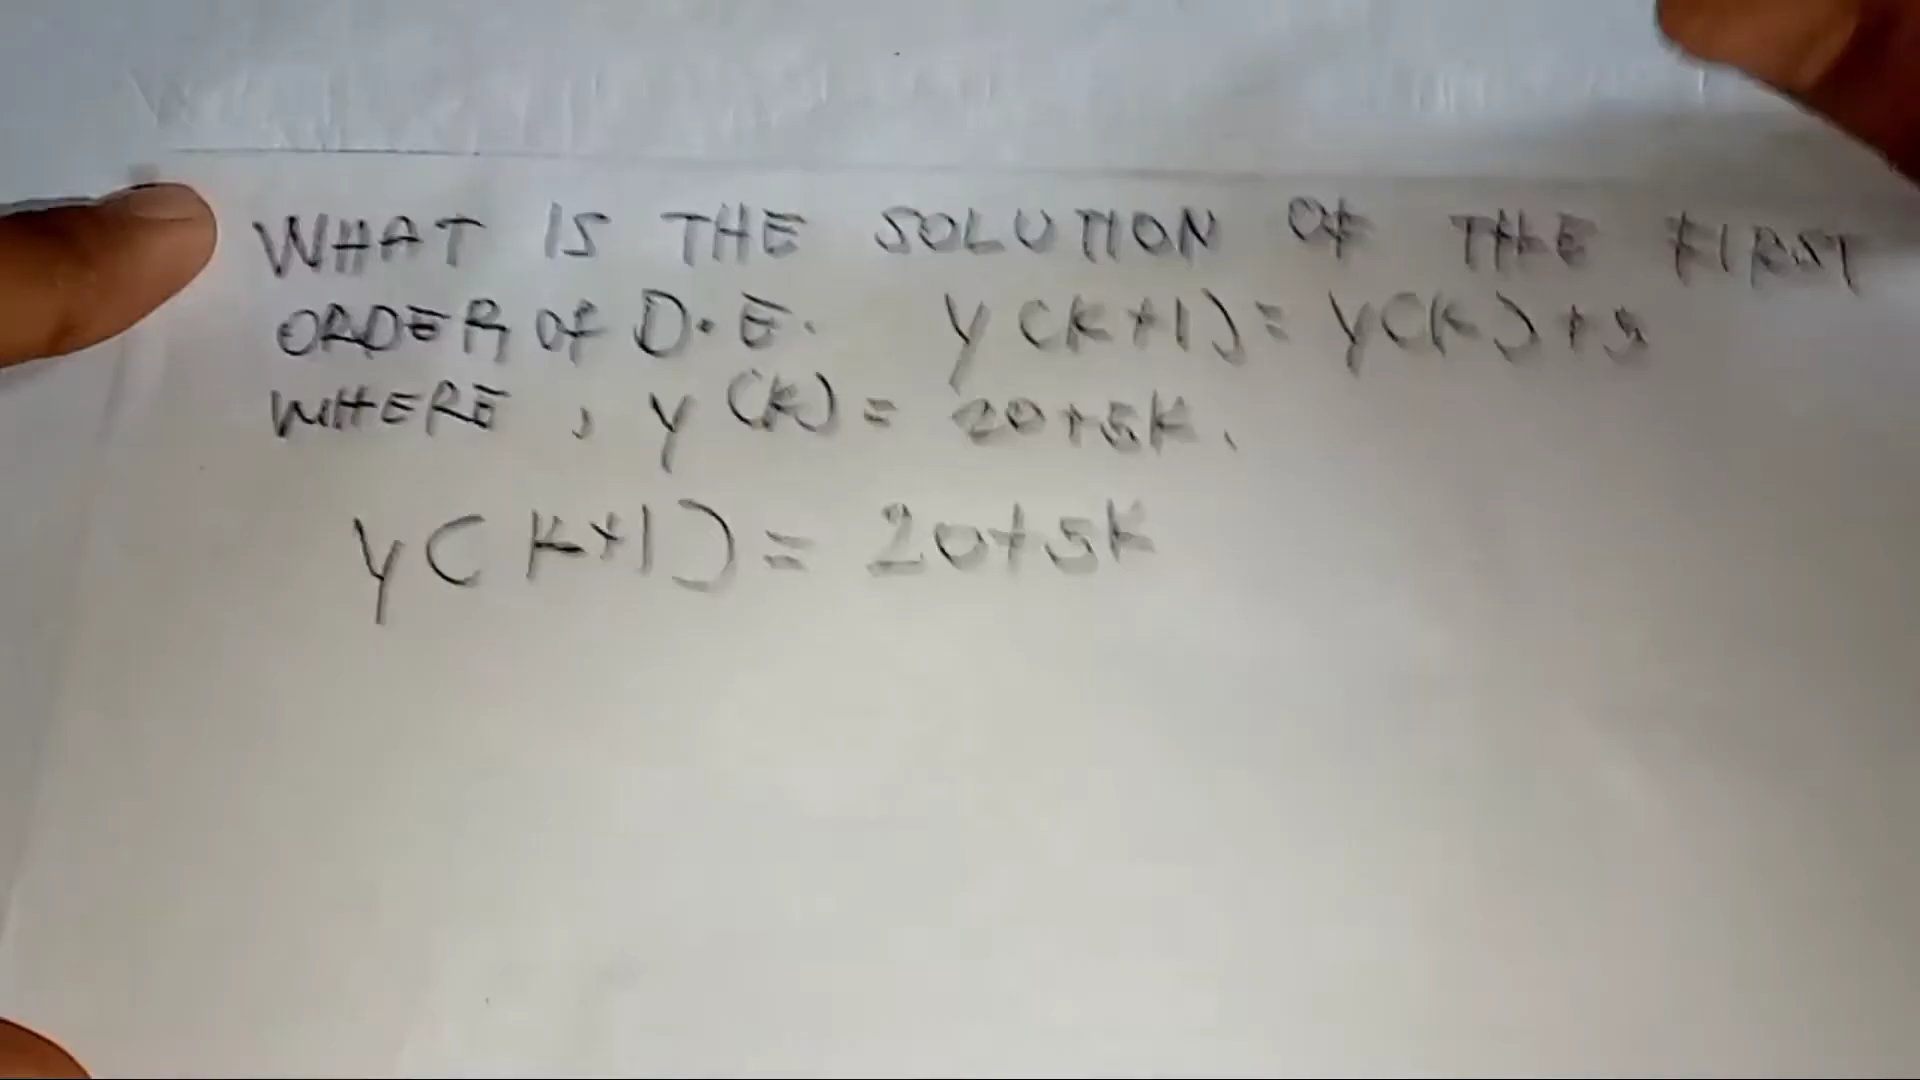 WHAT IS THE SOLUTION OF THE FIRST
ORDER OF D.E. y(k+1)= y(k)+5
WHERE, y(k)= 20+5k.
y(k+1)= 20+5k